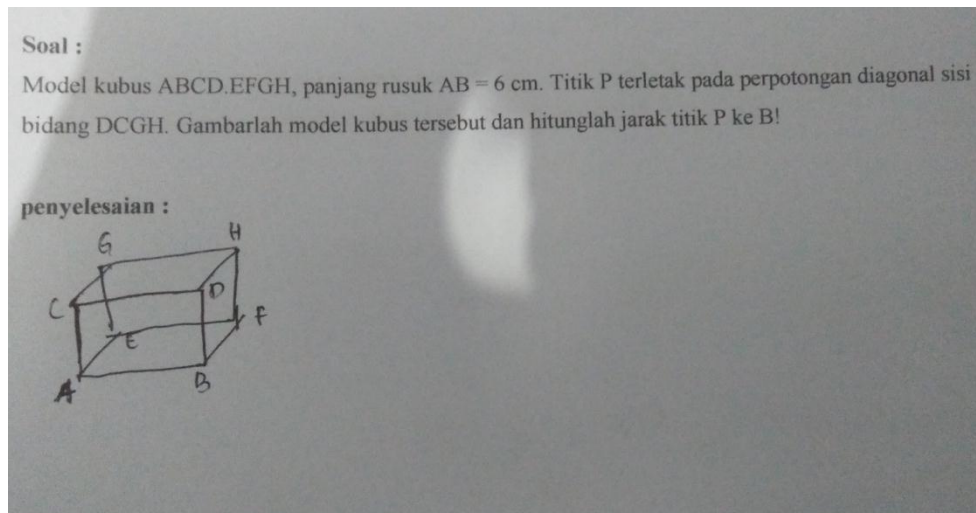 Soal :
Model kubus ABCD.EFGH, panjang rusuk AB = 6 cm. Titik P terletak pada perpotongan diagonal sisi
bidang DCGH. Gambarlah model kubus tersebut dan hitunglah jarak titik P ke B!
penyelesaian :
G H
C D
E F
A B